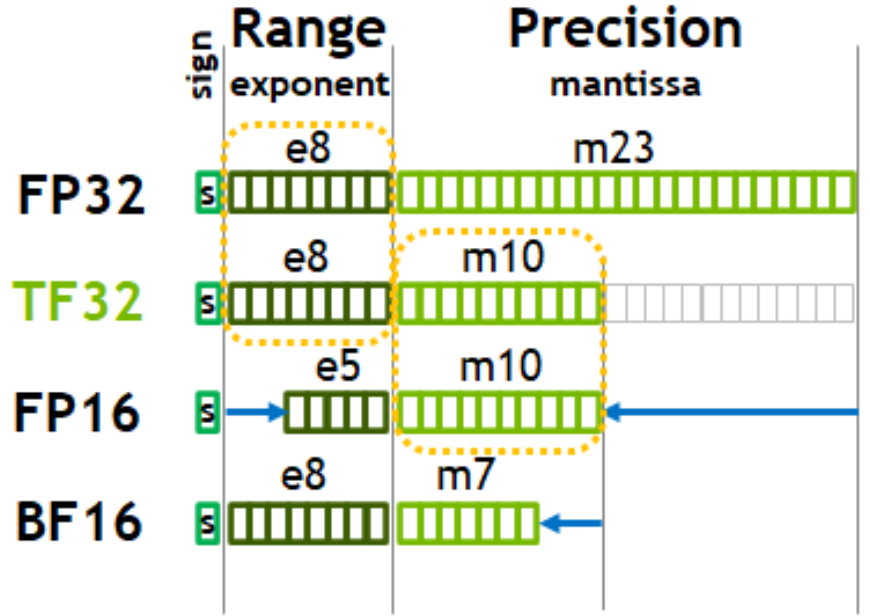 sign Range Precision
exponent mantissa
e8 m23
FP32 s
e8 m10
TF32 s
e5 m10
FP16 s
e8 m7
BF16 s